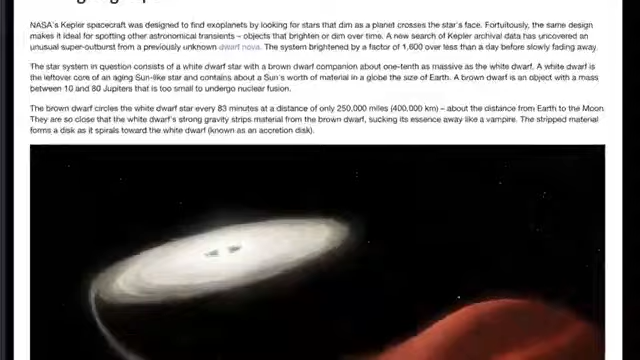 NASA's Kepler spacecraft was designed to find exoplanets by looking for stars that dim as a planet crosses the star's face. Fortuitously, the same design
makes it ideal for spotting other astronomical transients – objects that brighten or dim over time. A new search of Kepler archival data has uncovered an
unusual super-outburst from a previously unknown dwarf nova. The system brightened by a factor of 1,600 over less than a day before slowly fading away.
The star system in question consists of a white dwarf star with a brown dwarf companion about one-tenth as massive as the white dwarf. A white dwarf is
the leftover core of an aging Sun-like star and contains about a Sun's worth of material in a globe the size of Earth. A brown dwarf is an object with a mass
between 10 and 80 Jupiters that is too small to undergo nuclear fusion.
The brown dwarf circles the white dwarf star every 83 minutes at a distance of only 250,000 miles (400,000 km) – about the distance from Earth to the Moon.
They are so close that the white dwarf's strong gravity strips material from the brown dwarf, sucking its essence away like a vampire. The stripped material
forms a disk as it spirals toward the white dwarf (known as an accretion disk).